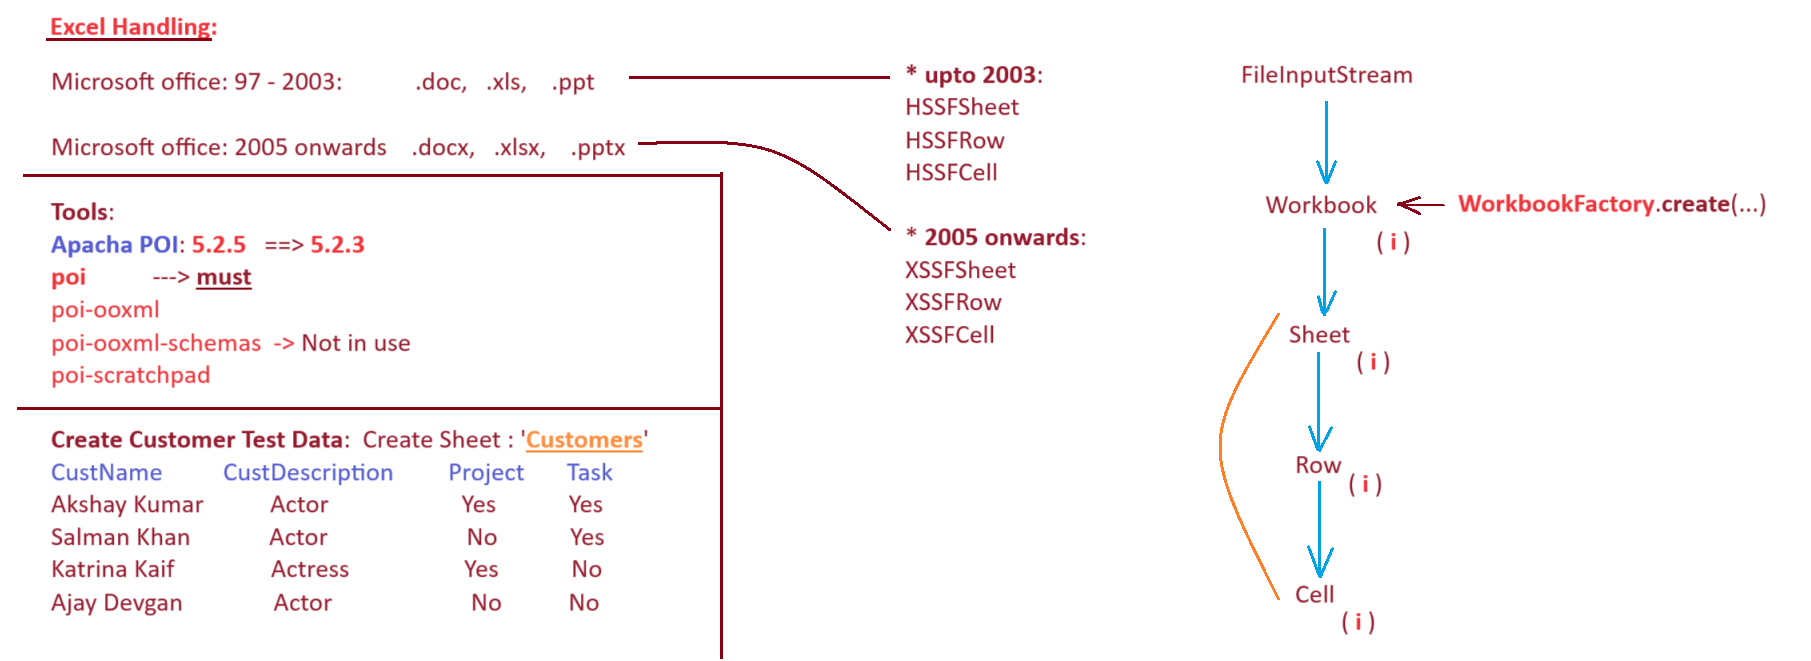 Excel Handling:
Microsoft office: 97 - 2003: .doc, .xls, .ppt
Microsoft office: 2005 onwards .docx, .xlsx, .pptx
Tools:
Apacha POI: 5.2.5 ==> 5.2.3
poi ---> must
poi-ooxml
poi-ooxml-schemas -> Not in use
poi-scratchpad
Create Customer Test Data: Create Sheet : 'Customers'
CustName CustDescription Project Task
Akshay Kumar Actor Yes Yes
Salman Khan Actor No Yes
Katrina Kaif Actress Yes No
Ajay Devgan Actor No No
* upto 2003:
HSSFSheet
HSSFRow
HSSFCell
* 2005 onwards:
XSSFSheet
XSSFRow
XSSFCell
FileInputStream
Workbook WorkbookFactory.create(...)
( i )
Sheet
( i )
Row
( i )
Cell
( i )